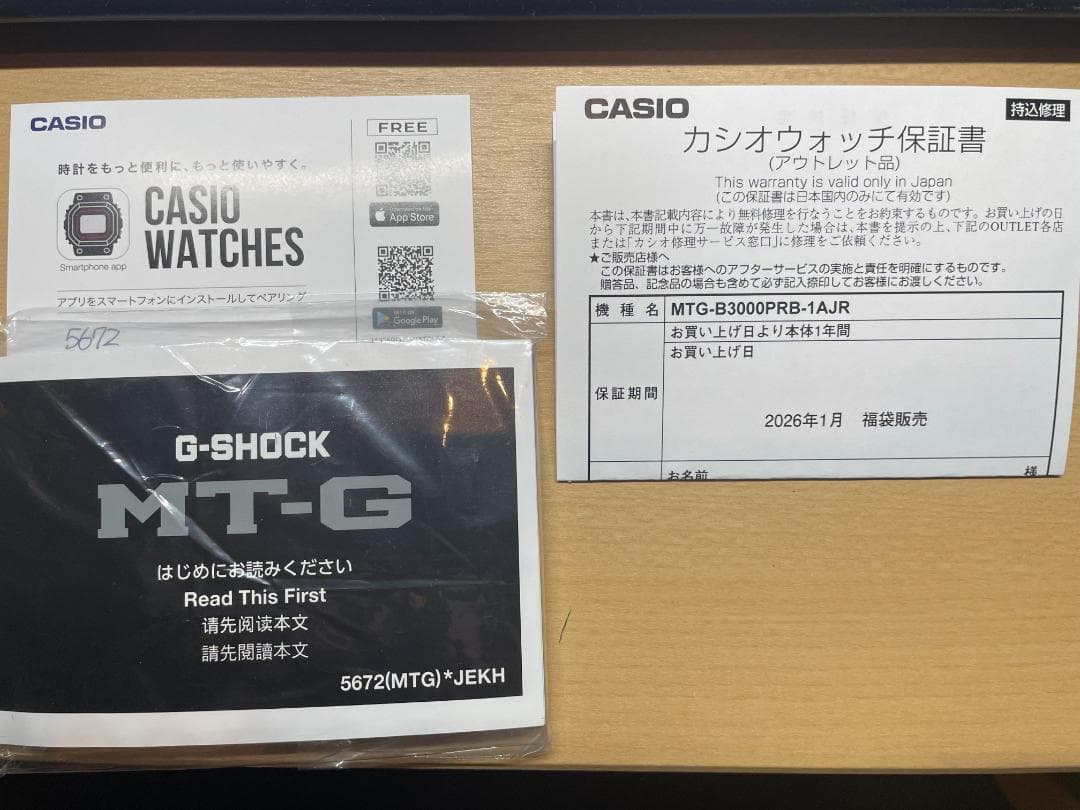 CASIO
時計をもっと便利に、もっと使いやすく。
CASIO
WATCHES
Smartphone app
アプリをスマートフォンにインストールしてペアリング
FREE
App Store
Google Play
5672
G-SHOCK
MT-G
はじめにお読みください
Read This First
请先阅读本文
請先閱讀本文
5672(MTG)*JEKH
CASIO
持込修理
カシオウォッチ保証書
(アウトレット品)
This warranty is valid only in Japan
(この保証書は日本国内のみにて有効です)
本書は、本書記載内容により無料修理を行なうことをお約束するものです。お買い上げの日
から下記期間中に万一故障が発生した場合は、本書を提示の上、下記のOUTLET各店
または「カシオ修理サービス窓口」に修理をご依頼ください。
★ご販売店様へ
この保証書はお客様へのアフターサービスの実施と責任を明確にするものです。
贈答品、記念品の場合も含めて必ず記入捺印してお客様にお渡しください。
機種名 MTG-B3000PRB-1AJR
お買い上げ日より本体1年間
お買い上げ日
保証期間
2026年1月 福袋販売
お名前 様